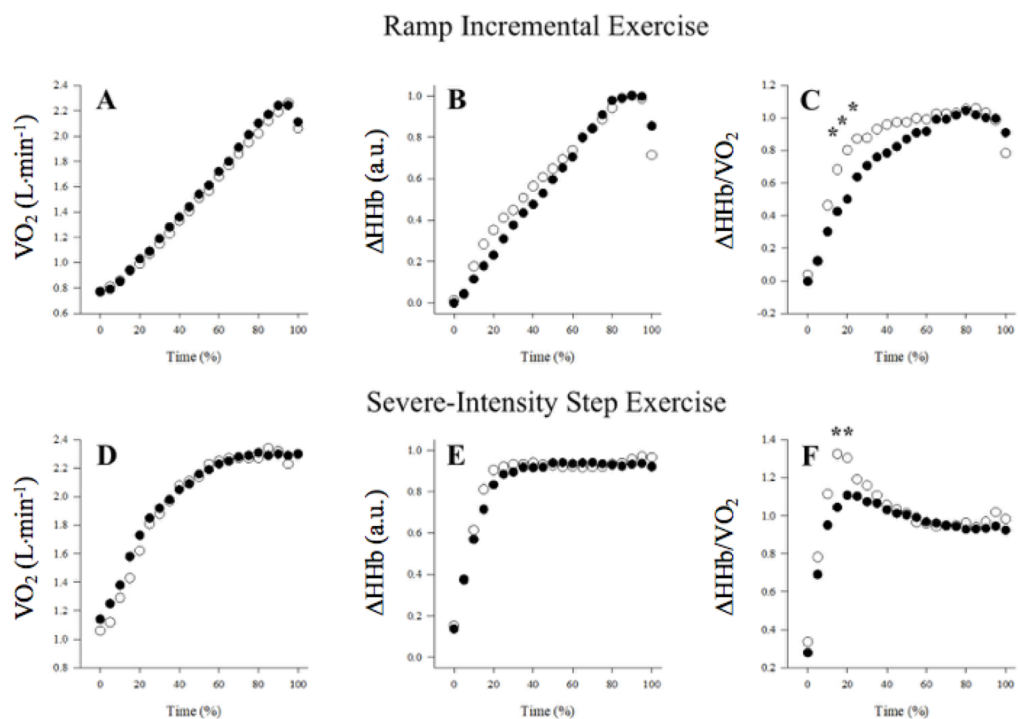 Ramp Incremental Exercise
A
VO₂ (L·min⁻¹)
2.4
2.2
2.0
1.8
1.6
1.4
1.2
1.0
0.8
0.6
0 20 40 60 80 100
Time (%)
B
ΔHHb (a.u.)
1.0
0.8
0.6
0.4
0.2
0.0
0 20 40 60 80 100
Time (%)
C
* * *
ΔHHb/VO₂
1.2
1.0
0.8
0.6
0.4
0.2
0.0
-0.2
0 20 40 60 80 100
Time (%)
Severe-Intensity Step Exercise
D
VO₂ (L·min⁻¹)
2.4
2.2
2.0
1.8
1.6
1.4
1.2
1.0
0.8
0 20 40 60 80 100
Time (%)
E
ΔHHb (a.u.)
1.0
0.8
0.6
0.4
0.2
0.0
0 20 40 60 80 100
Time (%)
F
**
ΔHHb/VO₂
1.4
1.2
1.0
0.8
0.6
0.4
0.2
0 20 40 60 80 100
Time (%)